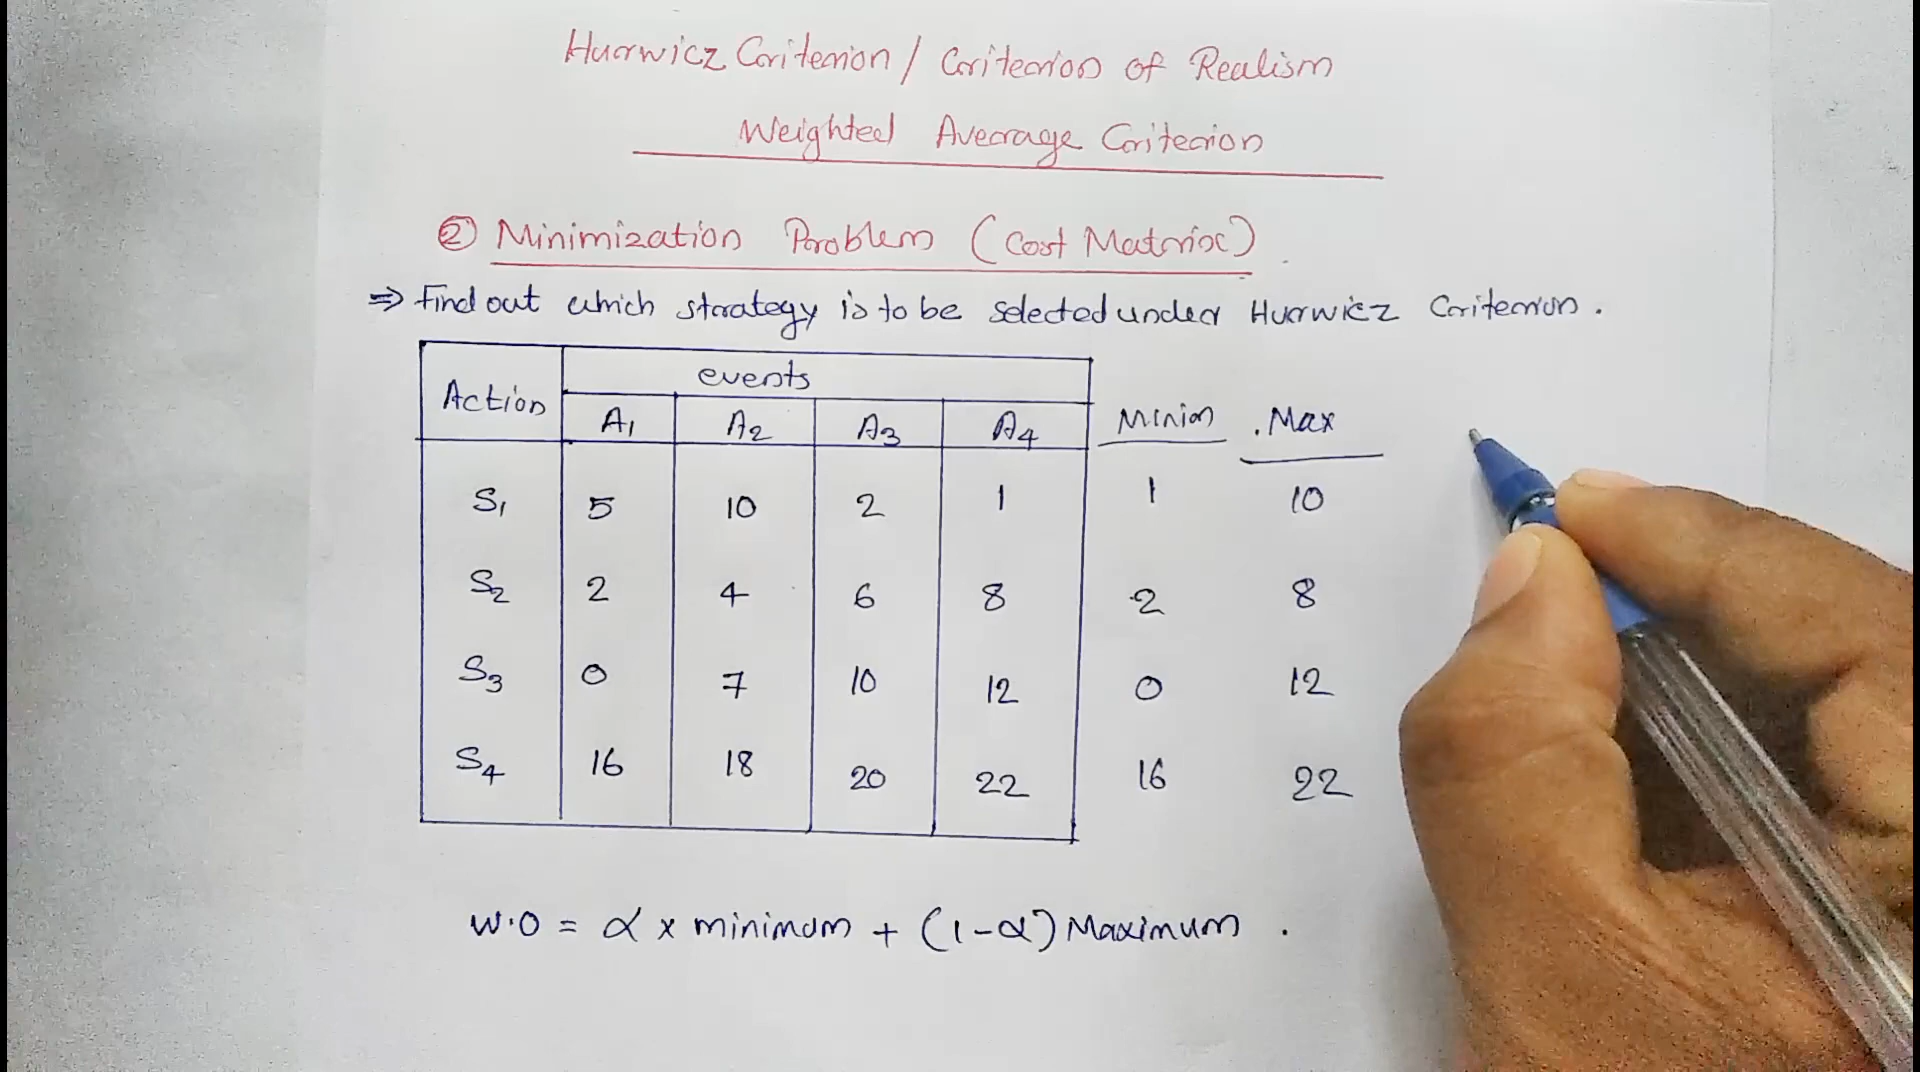 Hurwicz Criterion / Criterion of Realism
Weighted Average Criterion
② Minimization Problem (Cost Matrix)
⇒ Find out which strategy is to be selected under Hurwicz Criterion.
Action events
A1 A2 A3 A4 Minim . Max
S1 5 10 2 1 1 10
S2 2 4 6 8 2 8
S3 0 7 10 12 0 12
S4 16 18 20 22 16 22
W.O = α x minimum + (1-α) Maximum .